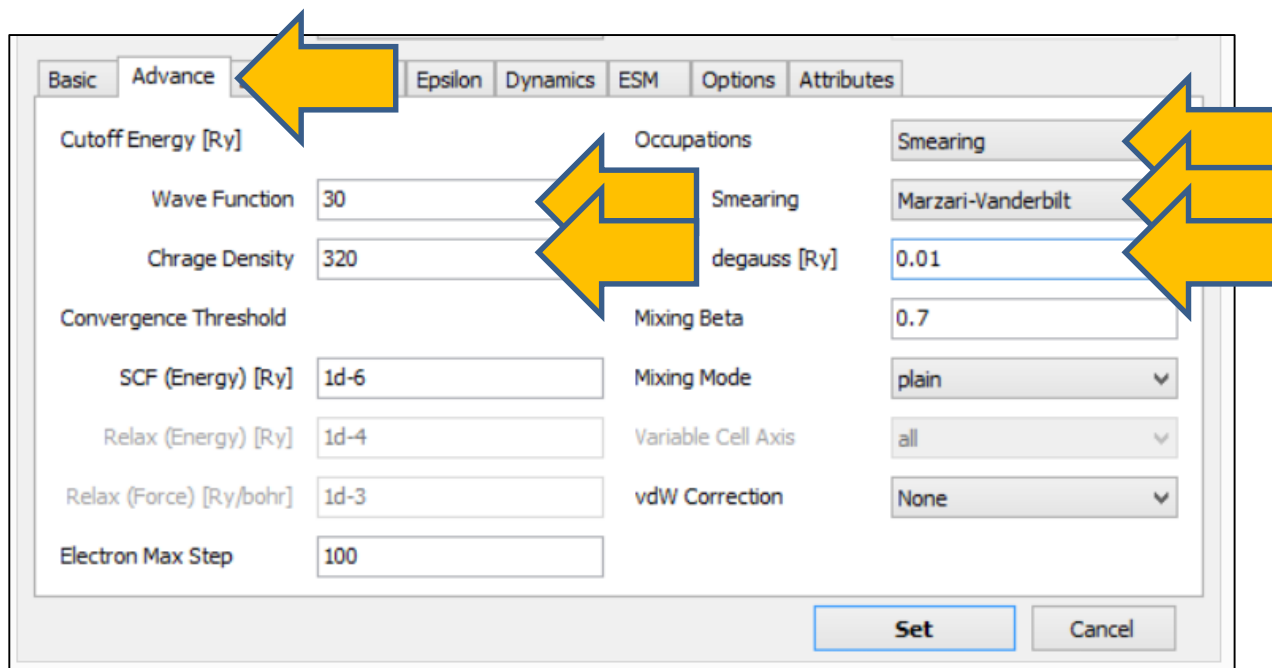 Basic Advance Epsilon Dynamics ESM Options Attributes
Cutoff Energy [Ry] Occupations Smearing
Wave Function 30 Smearing Marzari-Vanderbilt
Chrage Density 320 degauss [Ry] 0.01
Convergence Threshold Mixing Beta 0.7
SCF (Energy) [Ry] 1d-6 Mixing Mode plain
Relax (Energy) [Ry] 1d-4 Variable Cell Axis all
Relax (Force) [Ry/bohr] 1d-3 vdW Correction None
Electron Max Step 100
Set Cancel